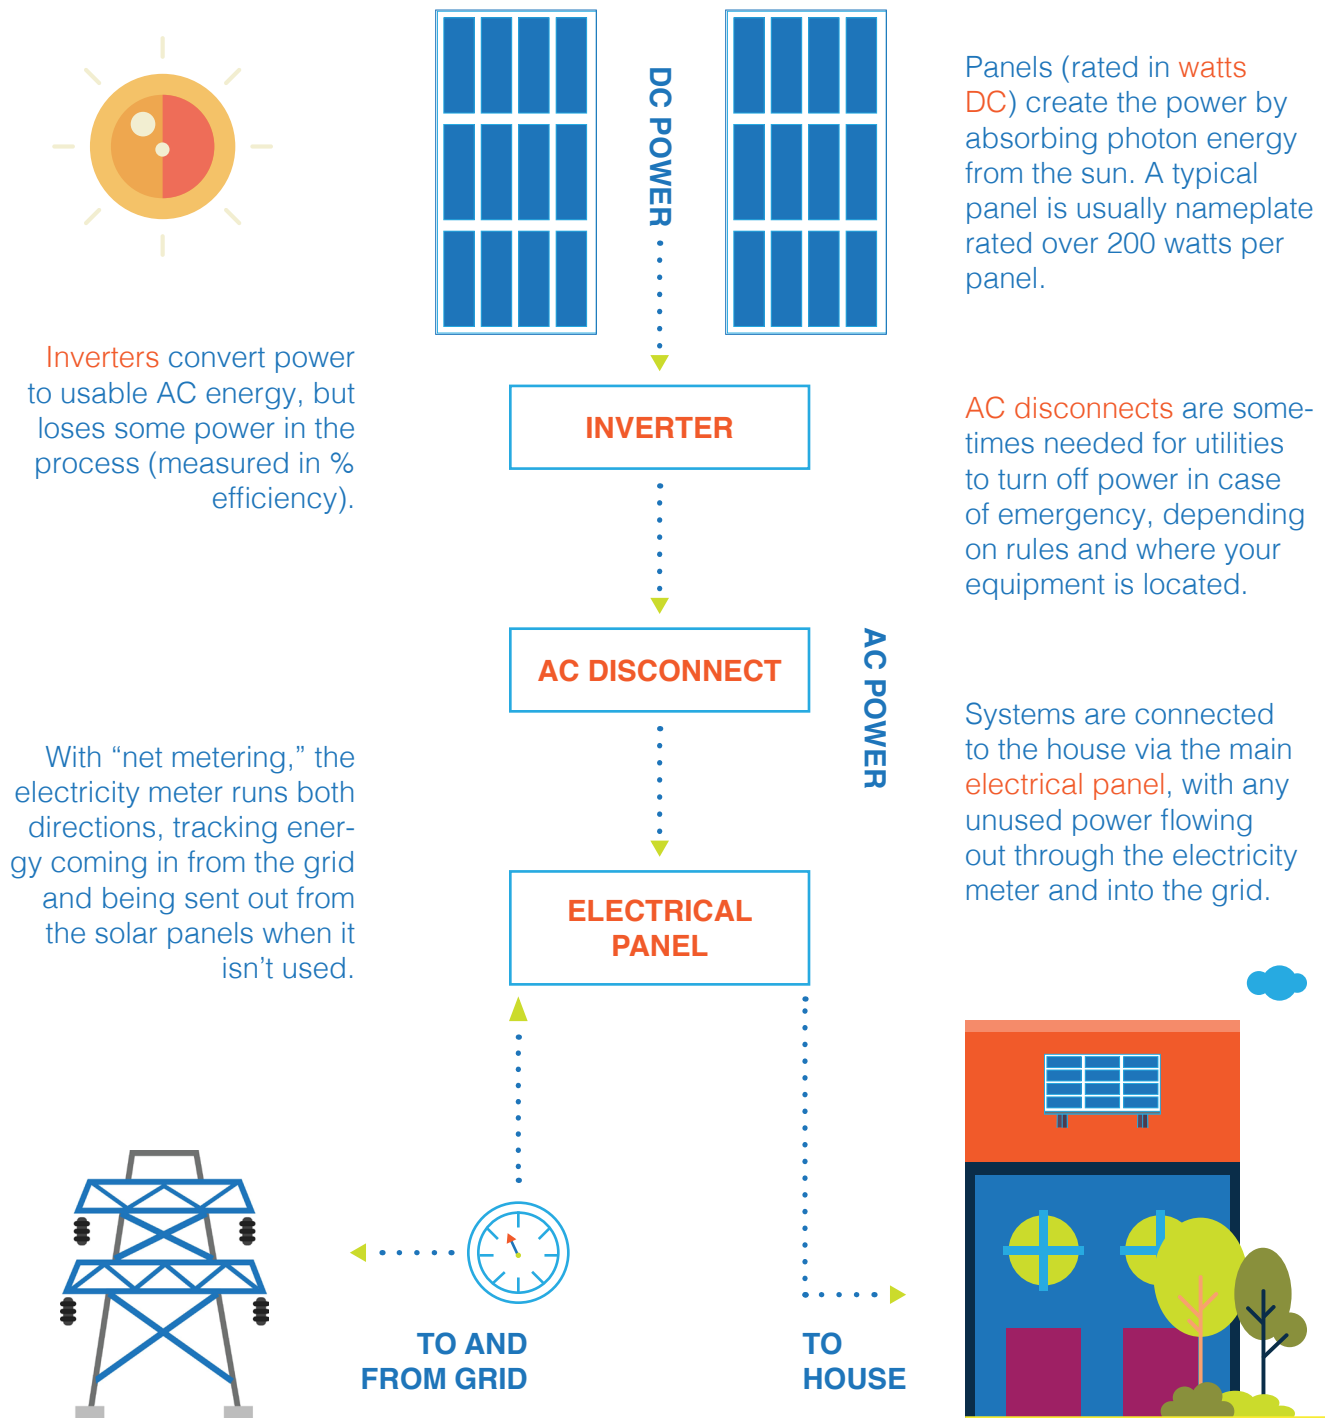 DC POWER
Panels (rated in watts
DC) create the power by
absorbing photon energy
from the sun. A typical
panel is usually nameplate
rated over 200 watts per
panel.
Inverters convert power
to usable AC energy, but
loses some power in the
process (measured in %
efficiency).
INVERTER
AC disconnects are some-
times needed for utilities
to turn off power in case
of emergency, depending
on rules and where your
equipment is located.
AC DISCONNECT
AC POWER
With “net metering,” the
electricity meter runs both
directions, tracking ener-
gy coming in from the grid
and being sent out from
the solar panels when it
isn’t used.
Systems are connected
to the house via the main
electrical panel, with any
unused power flowing
out through the electricity
meter and into the grid.
ELECTRICAL
PANEL
TO AND
FROM GRID
TO
HOUSE